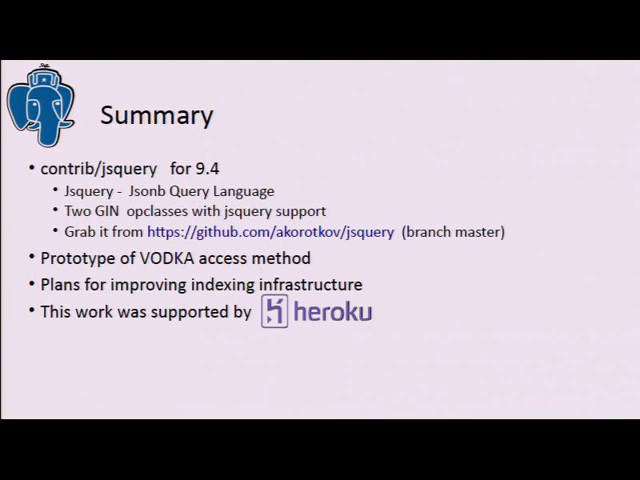 Summary
• contrib/jsquery for 9.4
• Jsquery - Jsonb Query Language
• Two GIN opclasses with jsquery support
• Grab it from https://github.com/akorotkov/jsquery (branch master)
• Prototype of VODKA access method
• Plans for improving indexing infrastructure
• This work was supported by heroku